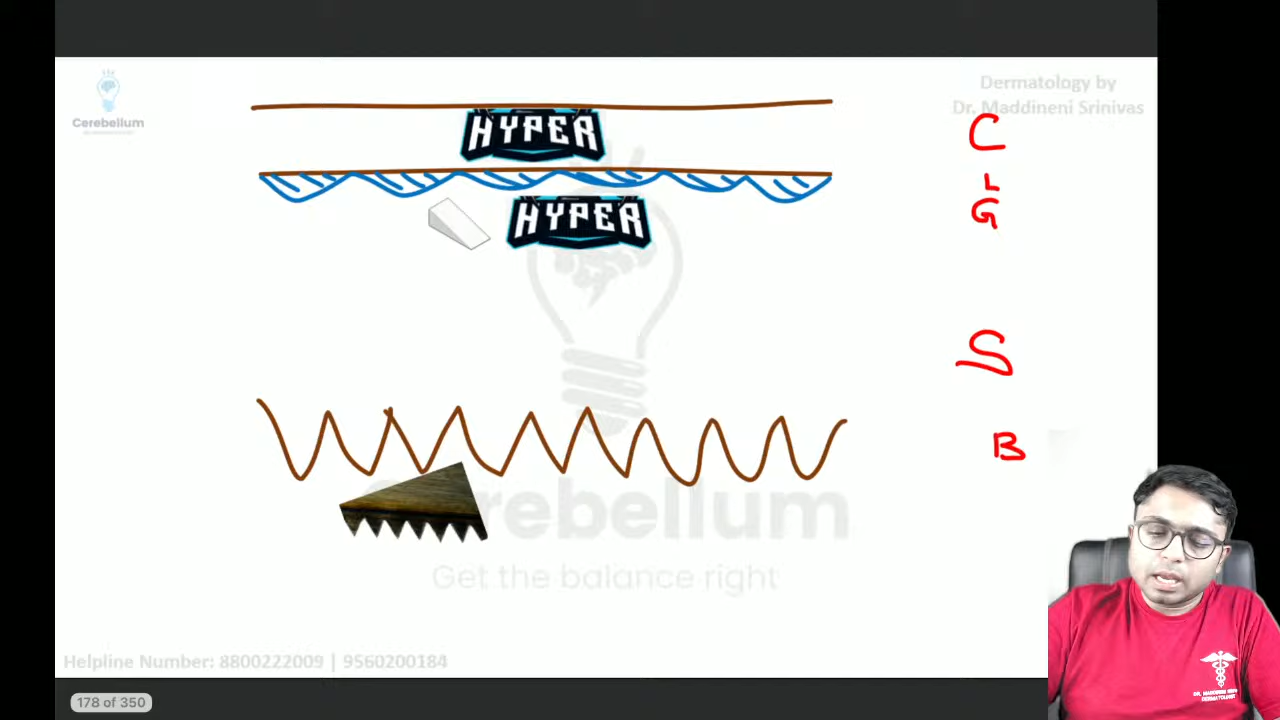 Cerebellum
Dermatology by
Dr. Maddineni Srinivas
HYPER
C
L
G
HYPER
S
B
Cerebellum
Get the balance right
Helpline Number: 8800222009 | 9560200184
178 of 350